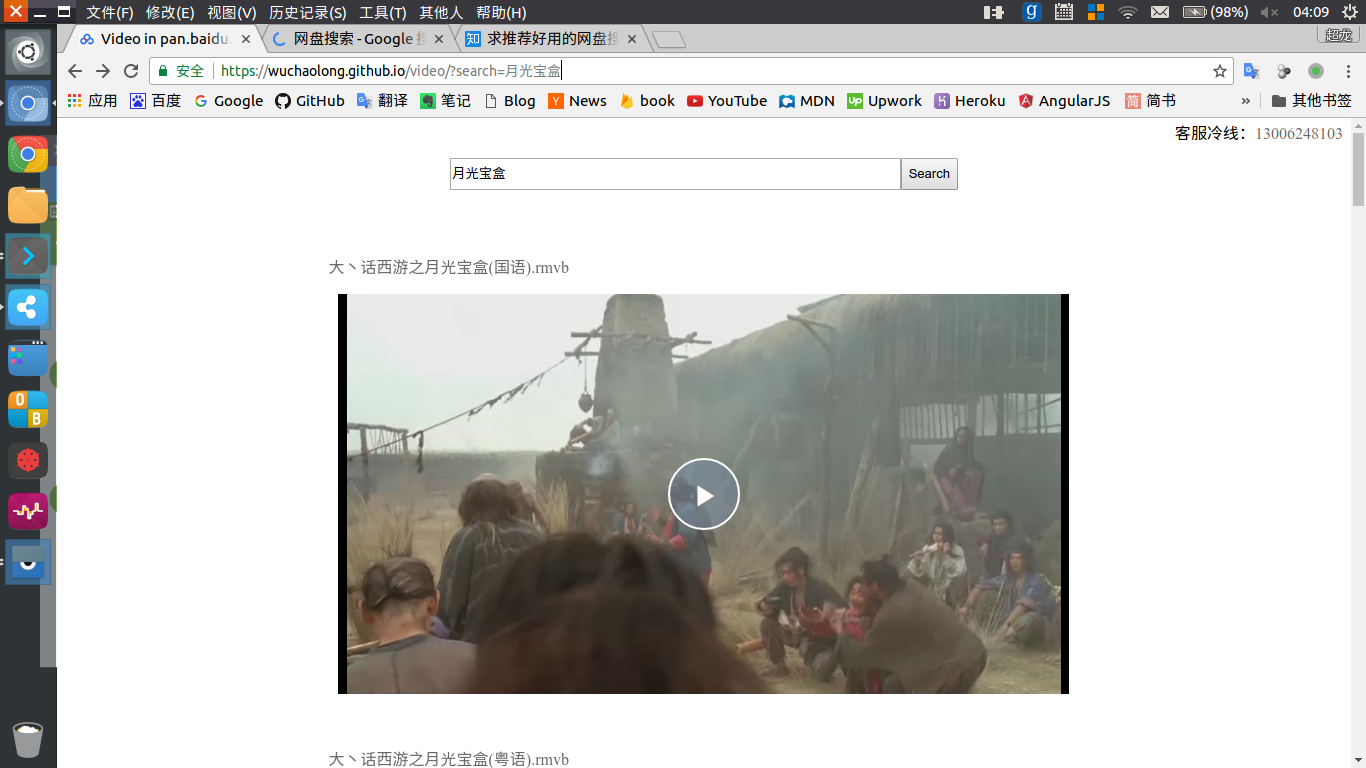 文件(F) 修改(E) 视图(V) 历史记录(S) 工具(T) 其他人 帮助(H) (98%) 04:09
Video in pan.baidu. 网盘搜索 - Google 求推荐好用的网盘搜 超龙
安全 https://wuchaolong.github.io/video/?search=月光宝盒
应用 百度 Google GitHub 翻译 笔记 Blog News book YouTube MDN Upwork Heroku AngularJS 简书 » 其他书签
客服冷线：13006248103
月光宝盒 Search
大丶话西游之月光宝盒(国语).rmvb
大丶话西游之月光宝盒(粤语).rmvb